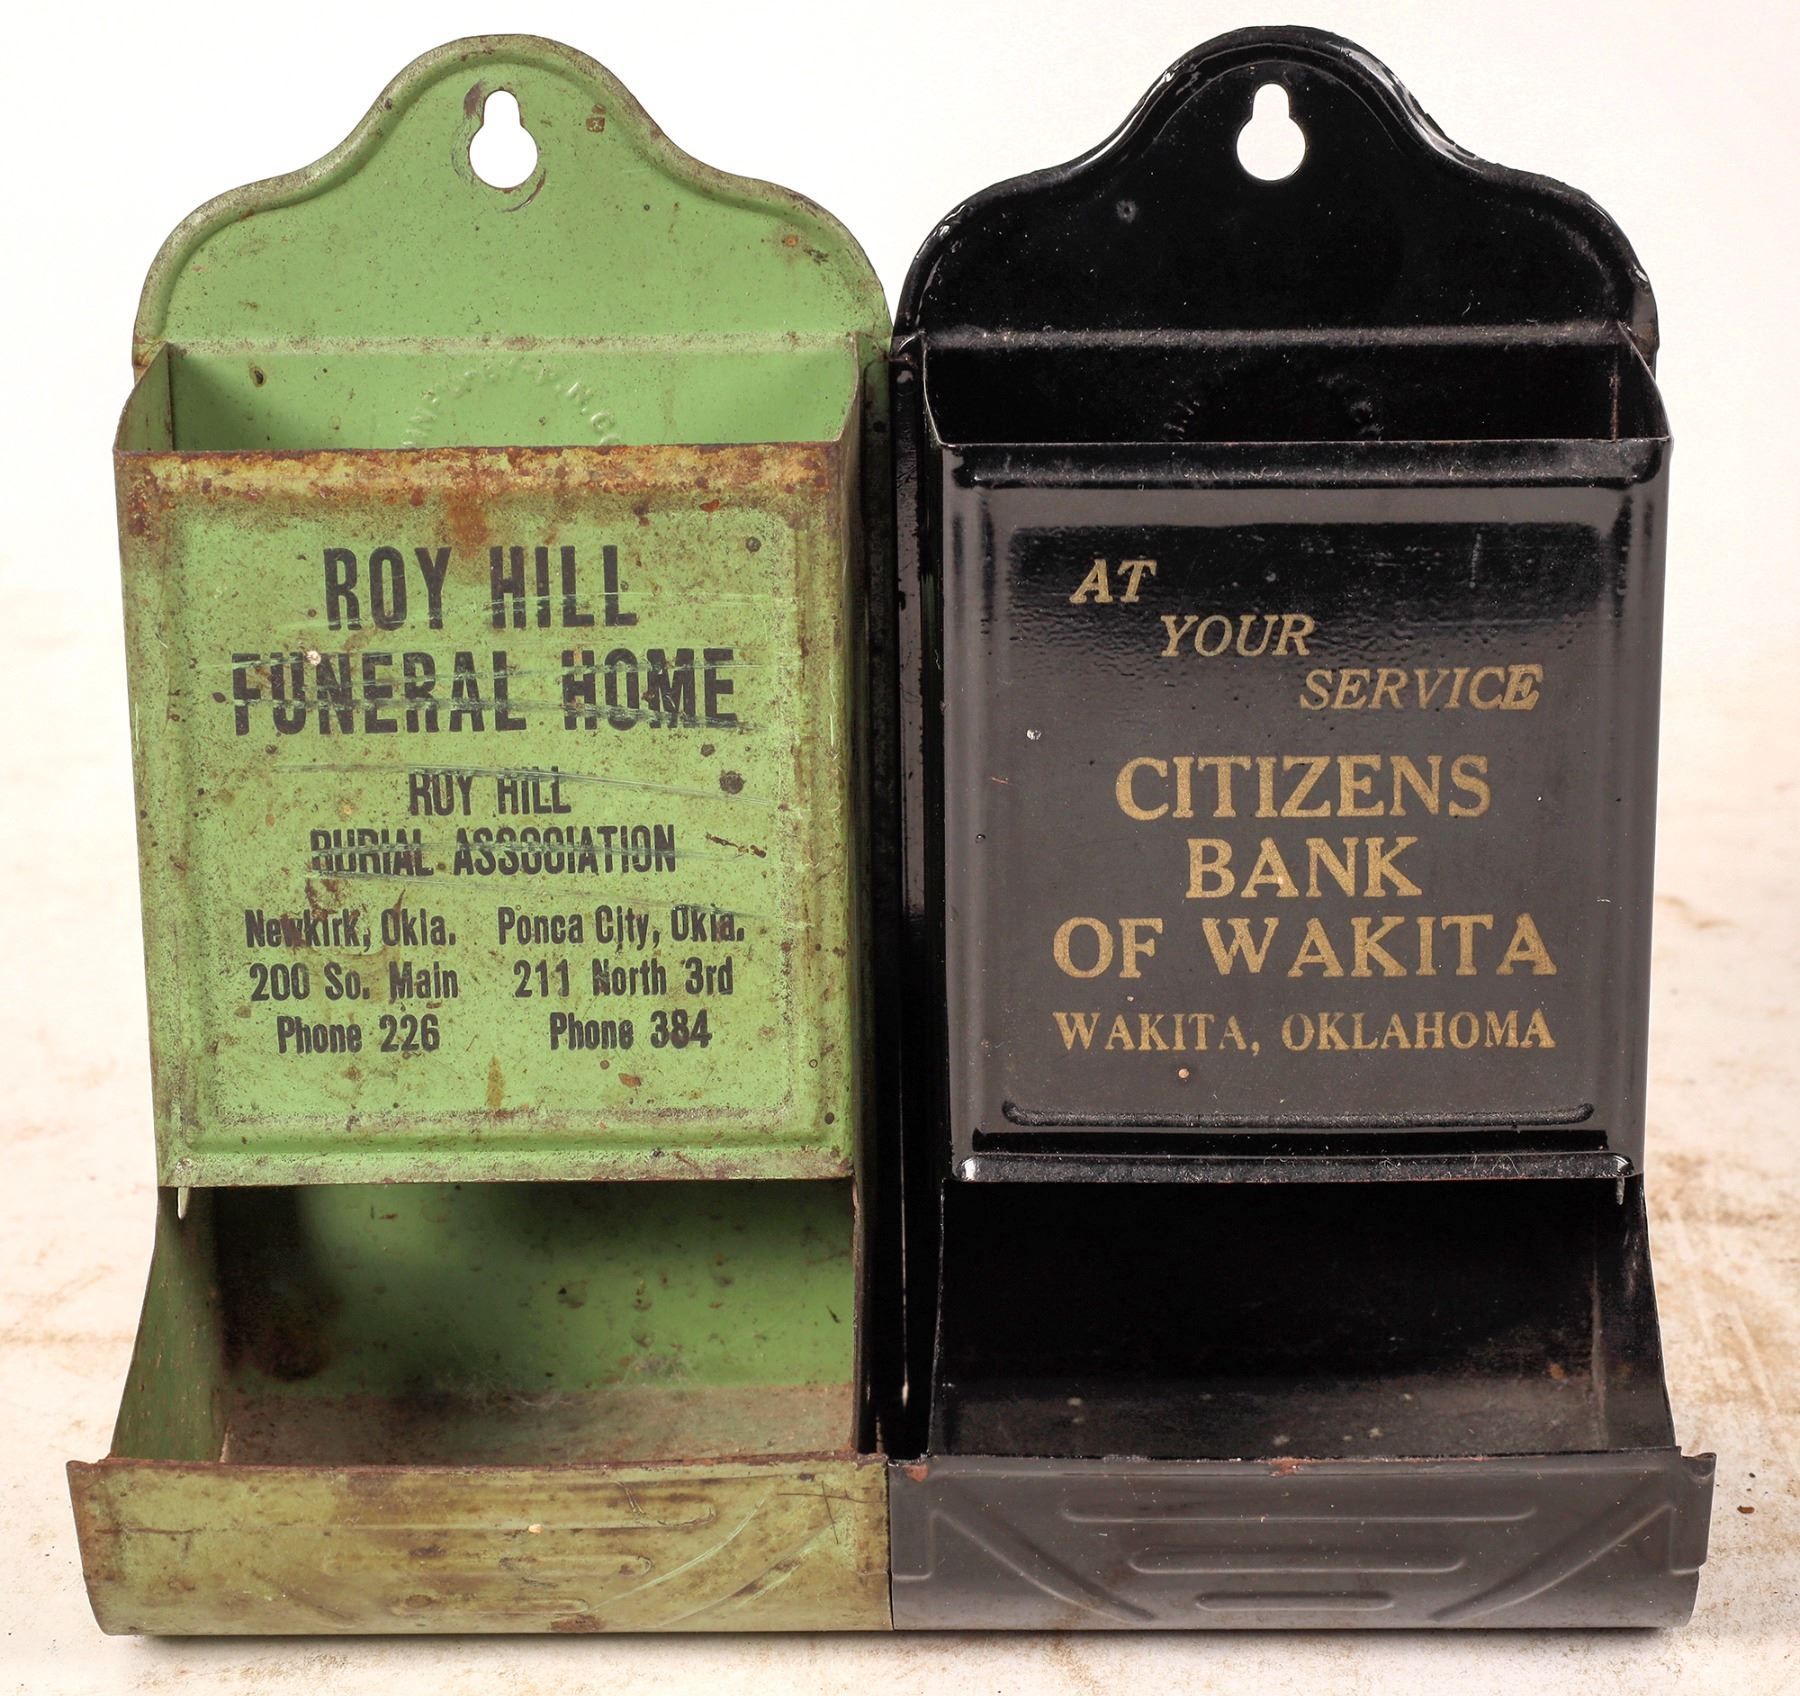 ROY HILL
FUNERAL HOME
ROY HILL
BURIAL ASSOCIATION
Newkirk, Okla.
200 So. Main
Phone 226
Ponca City, Okla.
211 North 3rd
Phone 384
AT
YOUR
SERVICE
CITIZENS
BANK
OF WAKITA
WAKITA, OKLAHOMA